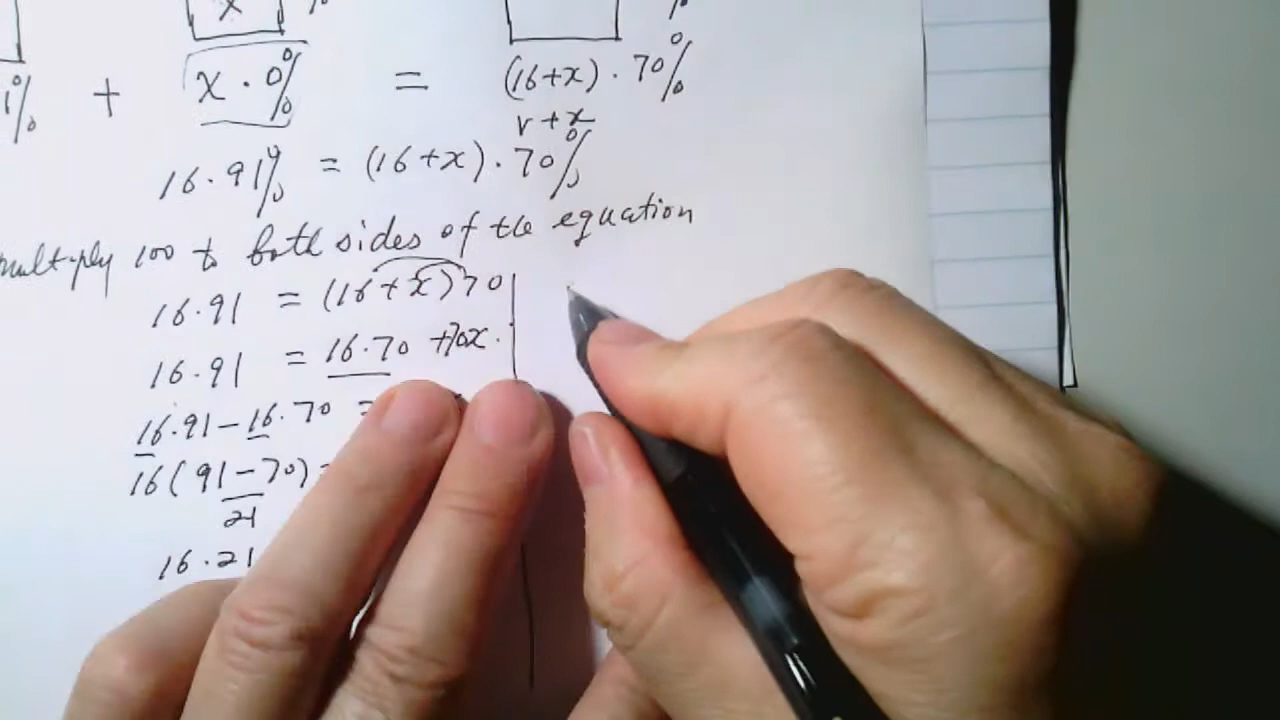 x %
1% + x · 0% = (16+x) · 70%
r + x
16 · 91% = (16+x) · 70%
multiply 100 to both sides of the equation
16 · 91 = (16+x)70
16 · 91 = 16 · 70 + 70x
16 · 91 - 16 · 70 =
16(91-70) =
21
16 · 21